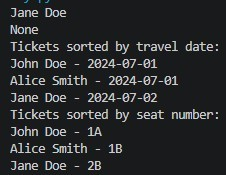 Jane Doe
None
Tickets sorted by travel date:
John Doe - 2024-07-01
Alice Smith - 2024-07-01
Jane Doe - 2024-07-02
Tickets sorted by seat number:
John Doe - 1A
Alice Smith - 1B
Jane Doe - 2B